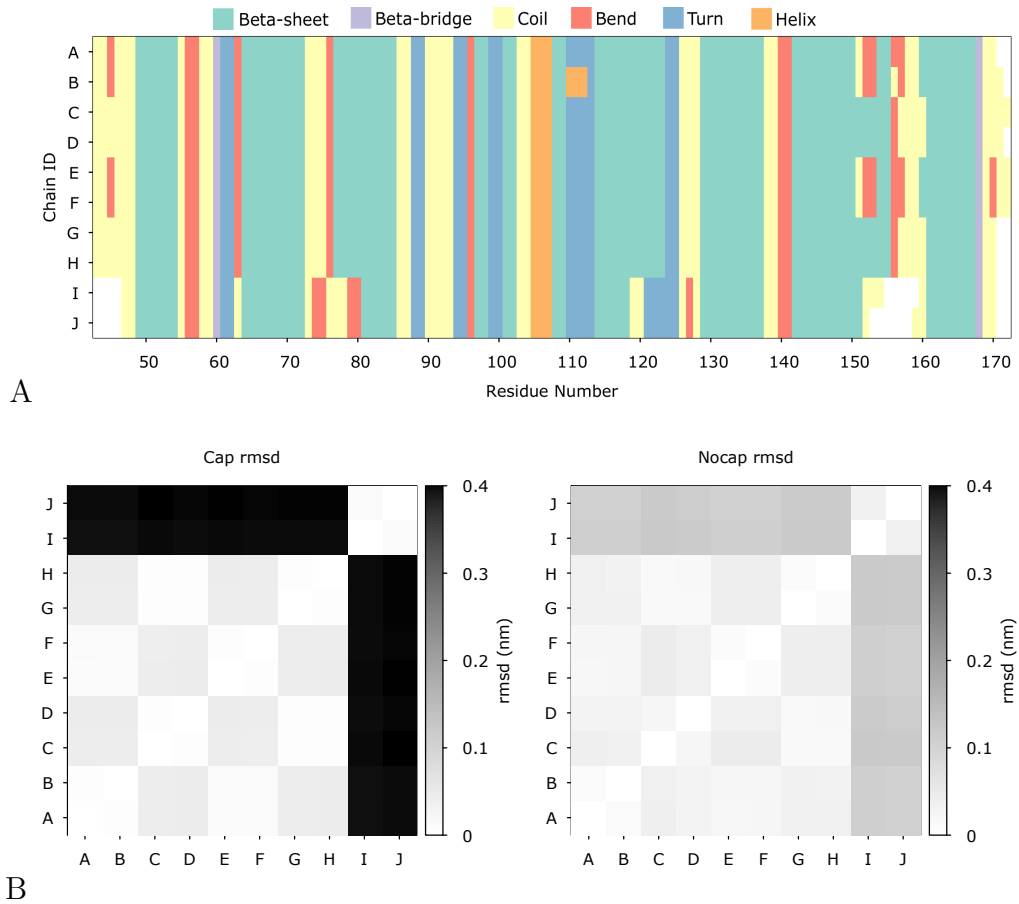 Beta-sheet Beta-bridge Coil Bend Turn Helix
A
B
C
D
E
F
G
H
I
J
Chain ID
50 60 70 80 90 100 110 120 130 140 150 160 170
Residue Number
A
Cap rmsd
J
I
H
G
F
E
D
C
B
A
A B C D E F G H I J
0.4
0.3
0.2
0.1
0
rmsd (nm)
Nocap rmsd
J
I
H
G
F
E
D
C
B
A
A B C D E F G H I J
0.4
0.3
0.2
0.1
0
rmsd (nm)
B